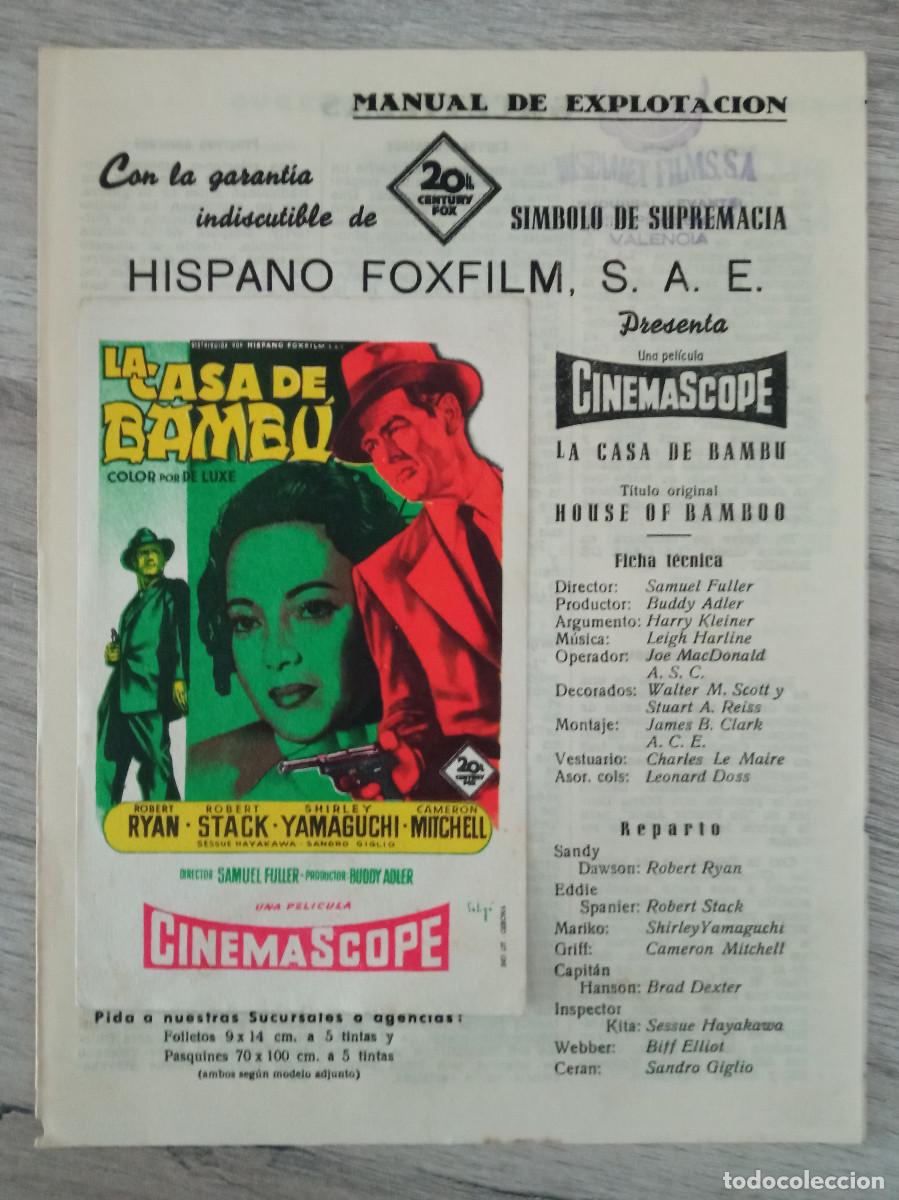 MANUAL DE EXPLOTACION
Con la garantía
indiscutible de
20th
CENTURY
FOX
SIMBOLO DE SUPREMACIA
VALENCIA
HISPANO FOXFILM, S. A. E.
Presenta
Una película
CINEMASCOPE
LA CASA DE BAMBU
Título original
HOUSE OF BAMBOO
Ficha técnica
Director: Samuel Fuller
Productor: Buddy Adler
Argumento: Harry Kleiner
Música: Leigh Harline
Operador: Joe MacDonald
A. S. C.
Decorados: Walter M. Scott y
Stuart A. Reiss
Montaje: James B. Clark
A. C. E.
Vestuario: Charles Le Maire
Asor. cols: Leonard Doss
Reparto
Sandy
Dawson: Robert Ryan
Eddie
Spanier: Robert Stack
Mariko: Shirley Yamaguchi
Griff: Cameron Mitchell
Capitán
Hanson: Brad Dexter
Inspector
Kita: Sessue Hayakawa
Webber: Biff Elliot
Ceran: Sandro Giglio
DISTRIBUIDA POR HISPANO FOXFILM S.A.E.
LA CASA DE
BAMBÚ
COLOR POR DE LUXE
20th
CENTURY
FOX
ROBERT RYAN · ROBERT STACK · SHIRLEY YAMAGUCHI · CAMERON MITCHELL
SESSUE HAYAKAWA - SANDRO GIGLIO
DIRECTOR SAMUEL FULLER - PRODUCTOR: BUDDY ADLER
UNA PELICULA
CINEMASCOPE
Pida a nuestras Sucursales o agencias:
Folletos 9 x 14 cm. a 5 tintas y
Pasquines 70 x 100 cm. a 5 tintas
(ambos según modelo adjunto)
todocoleccion
todocoleccion.net